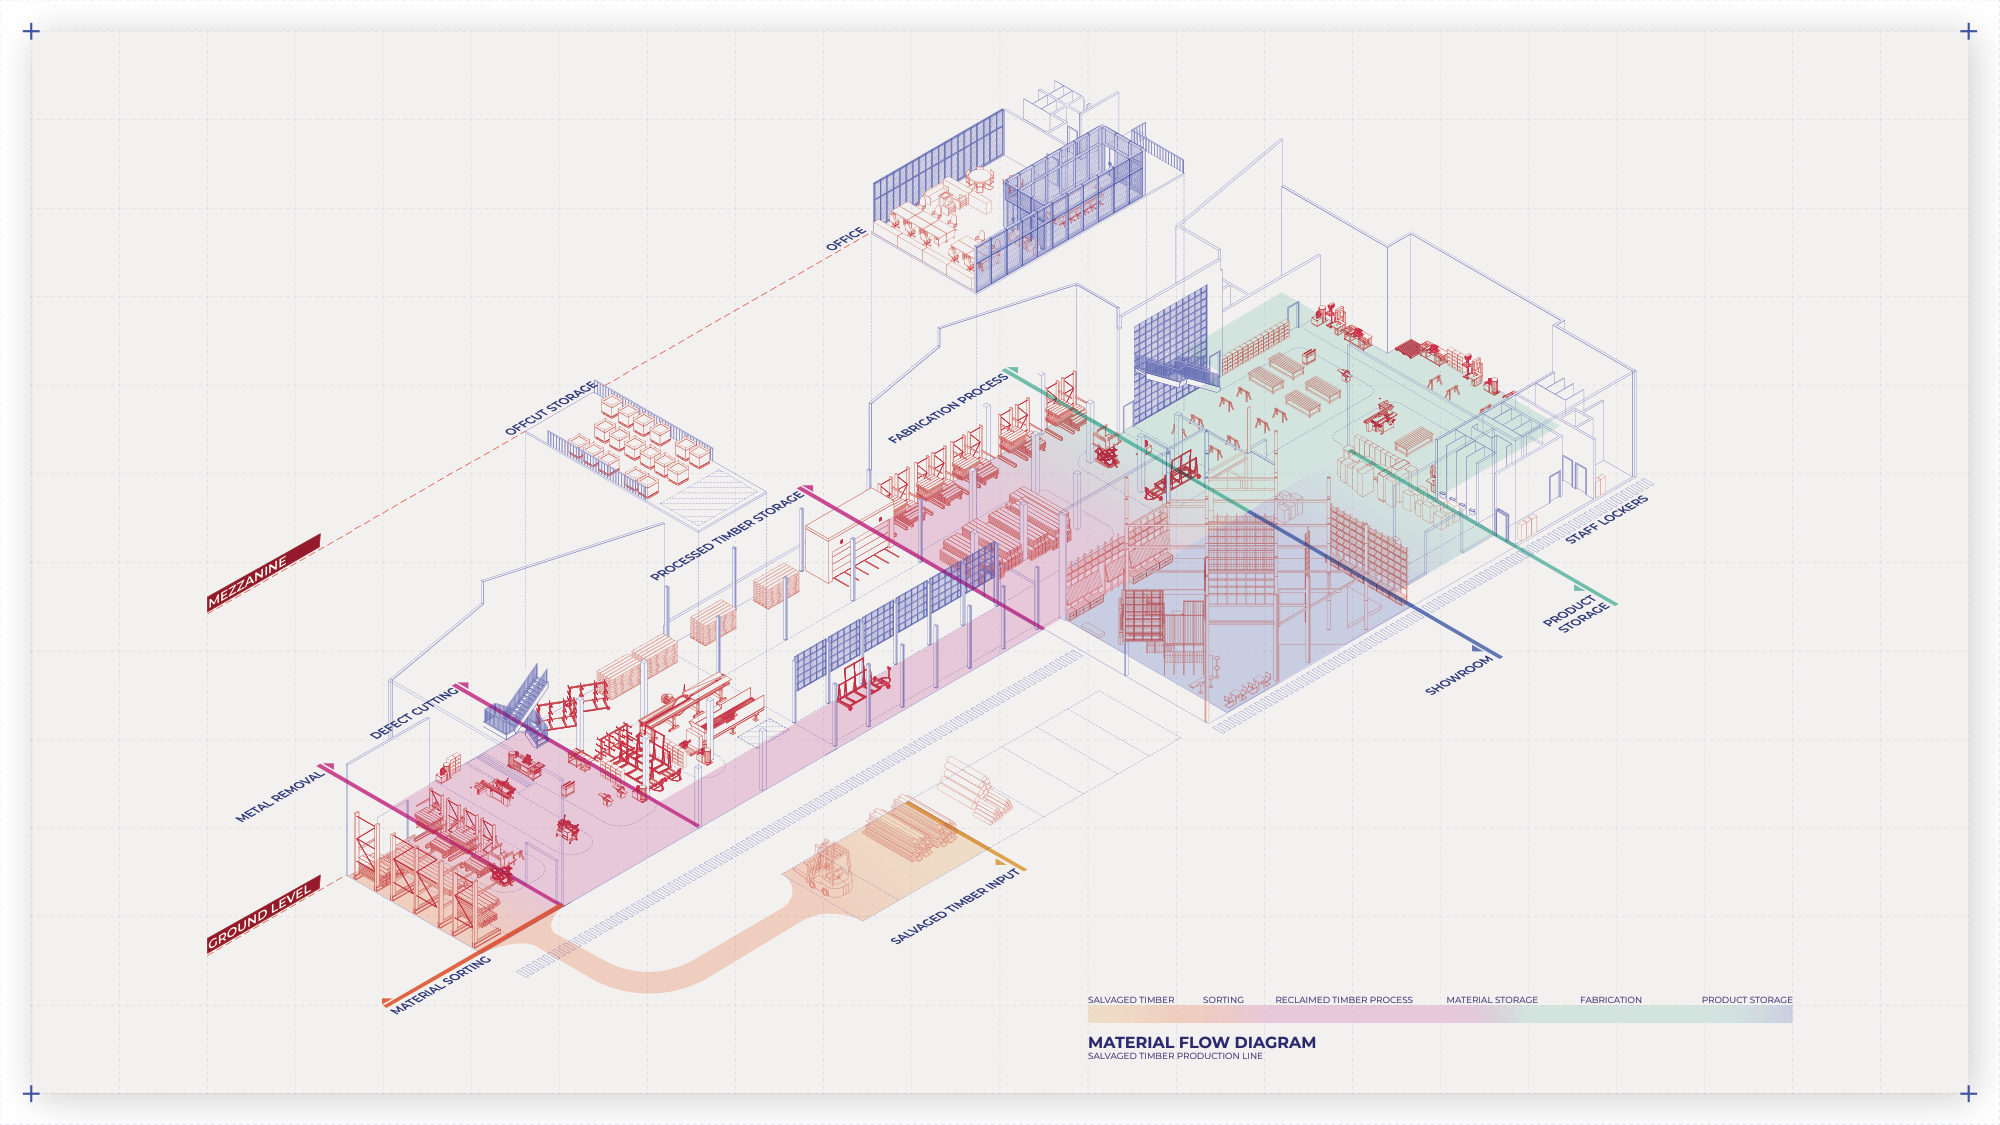 OFFICE
OFFCUT STORAGE
MEZZANINE
FABRICATION PROCESS
PROCESSED TIMBER STORAGE
DEFECT CUTTING
METAL REMOVAL
GROUND LEVEL
MATERIAL SORTING
SALVAGED TIMBER INPUT
STAFF LOCKERS
PRODUCT
STORAGE
SHOWROOM
SALVAGED TIMBER SORTING RECLAIMED TIMBER PROCESS MATERIAL STORAGE FABRICATION PRODUCT STORAGE
MATERIAL FLOW DIAGRAM
SALVAGED TIMBER PRODUCTION LINE